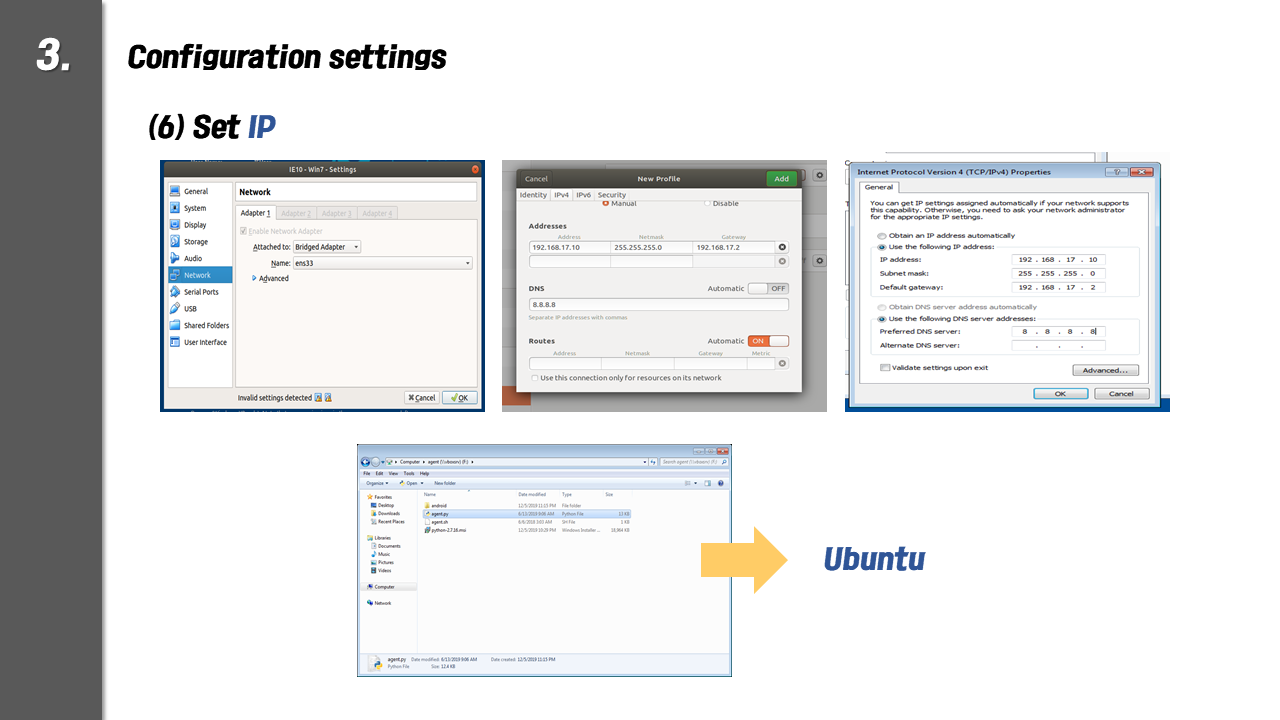 3.
Configuration settings
(6) Set IP
IE10 - Win7 - Settings
General
System
Display
Storage
Audio
Network
Serial Ports
USB
Shared Folders
User Interface
Network
Adapter 1 Adapter 2 Adapter 3 Adapter 4
Enable Network Adapter
Attached to: Bridged Adapter
Name: ens33
Advanced
Invalid settings detected
Cancel OK
Cancel New Profile Add
Identity IPv4 IPv6 Security
Manual Disable
Addresses
Address Netmask Gateway
192.168.17.10 255.255.255.0 192.168.17.2
DNS Automatic OFF
8.8.8.8
Separate IP addresses with commas
Routes Automatic ON
Address Netmask Gateway Metric
Use this connection only for resources on its network
Internet Protocol Version 4 (TCP/IPv4) Properties
General
You can get IP settings assigned automatically if your network supports
this capability. Otherwise, you need to ask your network administrator
for the appropriate IP settings.
Obtain an IP address automatically
Use the following IP address:
IP address: 192 . 168 . 17 . 10
Subnet mask: 255 . 255 . 255 . 0
Default gateway: 192 . 168 . 17 . 2
Obtain DNS server address automatically
Use the following DNS server addresses:
Preferred DNS server: 8 . 8 . 8 . 8
Alternate DNS server: . . .
Validate settings upon exit
Advanced...
OK Cancel
Computer agent (\\vboxsrv) (F:)
Search agent (\\vboxsrv) (F:)
File Edit View Tools Help
Organize Open New folder
Favorites
Desktop
Downloads
Recent Places
Libraries
Documents
Music
Pictures
Videos
Computer
Network
Name Date modified Type Size
android 12/5/2019 11:15 PM File folder
agent.py 6/13/2019 9:06 AM Python File 13 KB
agent.sh 6/6/2018 3:03 AM SH File 1 KB
python-2.7.16.msi 12/5/2019 10:29 PM Windows Installer ...
agent.py Date modified: 6/13/2019 9:06 AM Date created: 12/5/2019 11:15 PM
Python File Size: 12.4 KB
Ubuntu